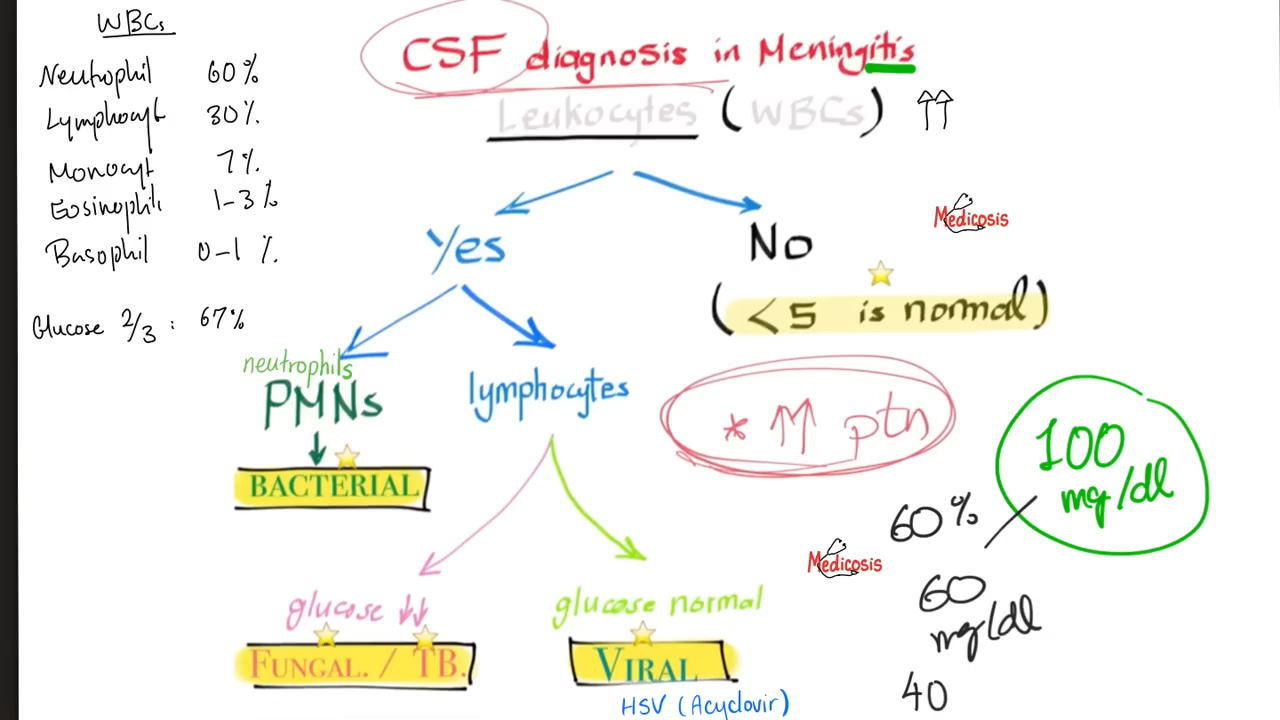 WBCs
Neutrophil 60%
Lymphocyt 30%.
Monocyt 7%.
Eosinophils 1-3%
Basophil 0-1%.
Glucose 2/3 : 67%
CSF diagnosis in Meningitis
Leukocytes (WBCs) ⇑⇑
Yes
No
(<5 is normal)
neutrophils
PMNs
lymphocytes
BACTERIAL
* ↑↑ ptn
100
mg/dl
60%
60
mg/dl
40
glucose ↓↓
glucose normal
FUNGAL. / TB.
VIRAL
HSV (Acyclovir)
Medicosis
Medicosis